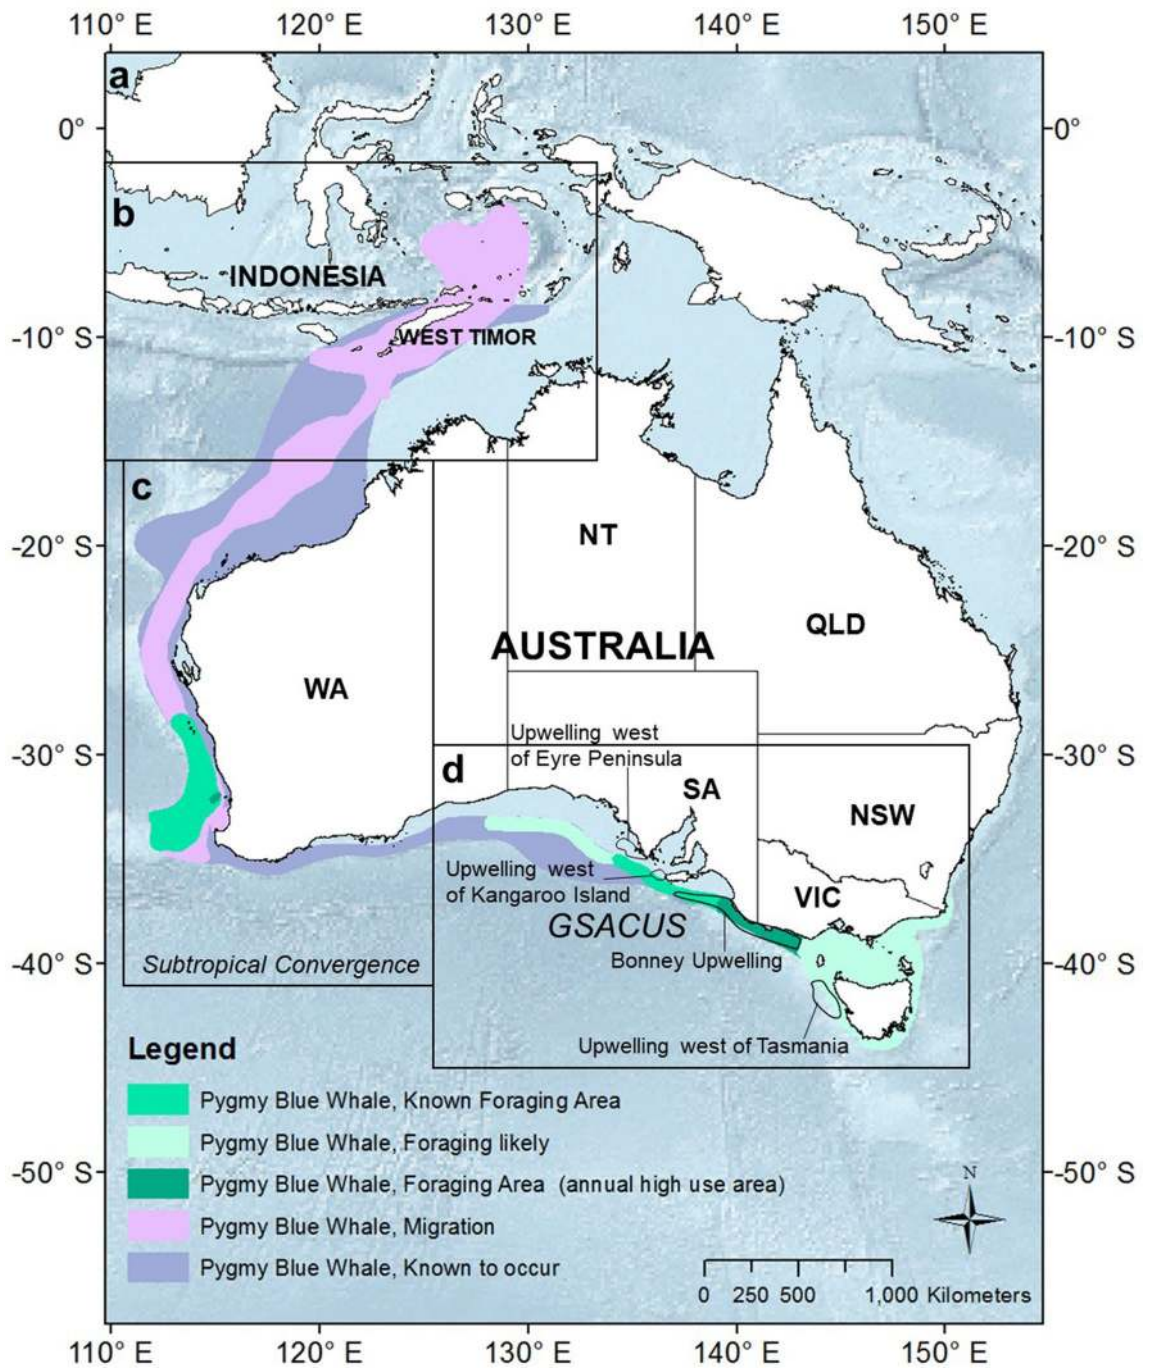 110° E 120° E 130° E 140° E 150° E
a
0° 0°
b
INDONESIA
-10° S WEST TIMOR -10° S
c
NT
-20° S -20° S
QLD
AUSTRALIA
WA
Upwelling west
-30° S -30° S
of Eyre Peninsula
d
SA
NSW
Upwelling west
of Kangaroo Island
VIC
GSACUS
Bonney Upwelling
-40° S Subtropical Convergence -40° S
Upwelling west of Tasmania
Legend
Pygmy Blue Whale, Known Foraging Area
Pygmy Blue Whale, Foraging likely
-50° S -50° S
Pygmy Blue Whale, Foraging Area (annual high use area)
N
Pygmy Blue Whale, Migration
Pygmy Blue Whale, Known to occur
0 250 500 1,000 Kilometers
110° E 120° E 130° E 140° E 150° E